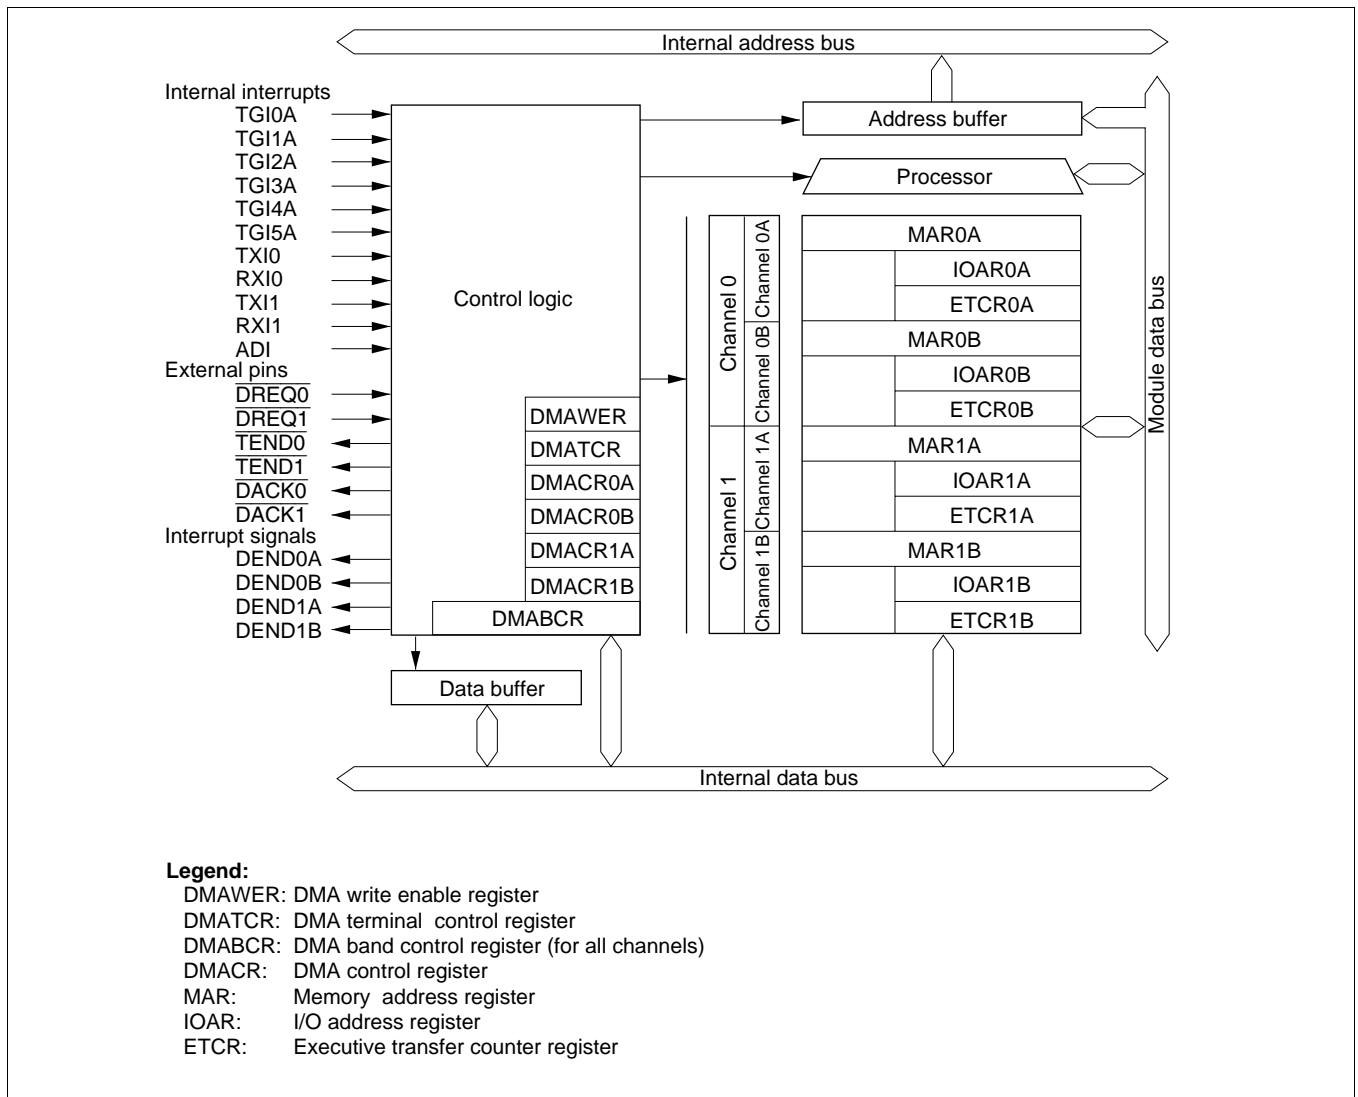 Internal address bus
Internal interrupts
TGI0A
TGI1A
TGI2A
TGI3A
TGI4A
TGI5A
TXI0
RXI0
TXI1
RXI1
ADI
External pins
DREQ0
DREQ1
TEND0
TEND1
DACK0
DACK1
Interrupt signals
DEND0A
DEND0B
DEND1A
DEND1B
Control logic
DMAWER
DMATCR
DMACR0A
DMACR0B
DMACR1A
DMACR1B
DMABCR
Data buffer
Address buffer
Processor
Channel 0
Channel 0A
Channel 0B
Channel 1
Channel 1A
Channel 1B
MAR0A
IOAR0A
ETCR0A
MAR0B
IOAR0B
ETCR0B
MAR1A
IOAR1A
ETCR1A
MAR1B
IOAR1B
ETCR1B
Module data bus
Internal data bus
Legend:
DMAWER: DMA write enable register
DMATCR: DMA terminal control register
DMABCR: DMA band control register (for all channels)
DMACR: DMA control register
MAR: Memory address register
IOAR: I/O address register
ETCR: Executive transfer counter register